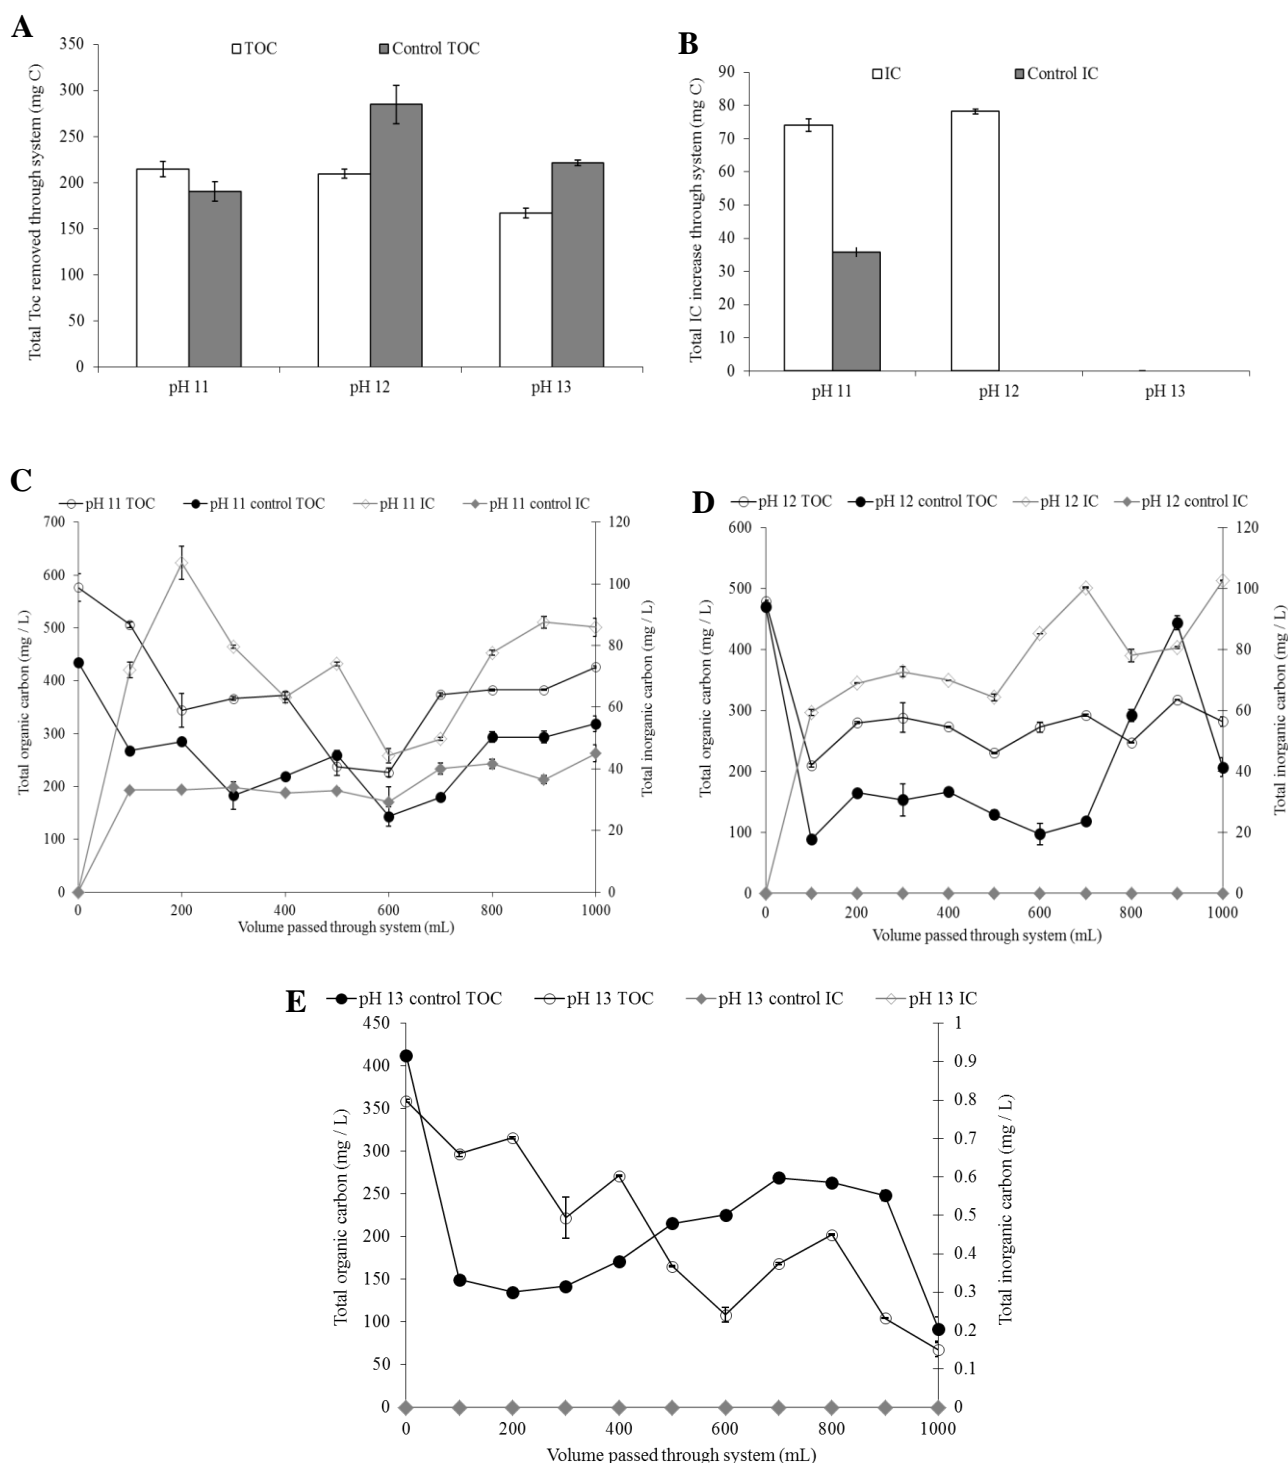 A
TOC Control TOC
Total Toc removed through system (mg C)
350
300
250
200
150
100
50
0
pH 11 pH 12 pH 13
B
IC Control IC
Total IC increase through system (mg C)
90
80
70
60
50
40
30
20
10
0
pH 11 pH 12 pH 13
C
pH 11 TOC pH 11 control TOC pH 11 IC pH 11 control IC
Total organic carbon (mg / L)
700
600
500
400
300
200
100
0
120
100
80
60
40
20
0
Total inorganic carbon (mg / L)
0 200 400 600 800 1000
Volume passed through system (mL)
D
pH 12 TOC pH 12 control TOC pH 12 IC pH 12 control IC
Total organic carbon (mg / L)
600
500
400
300
200
100
0
120
100
80
60
40
20
0
Total inorganic carbon (mg / L)
0 200 400 600 800 1000
Volume passed through system (mL)
E
pH 13 control TOC pH 13 TOC pH 13 control IC pH 13 IC
Total organic carbon (mg / L)
450
400
350
300
250
200
150
100
50
0
1
0.9
0.8
0.7
0.6
0.5
0.4
0.3
0.2
0.1
0
Total inorganic carbon (mg / L)
0 200 400 600 800 1000
Volume passed through system (mL)